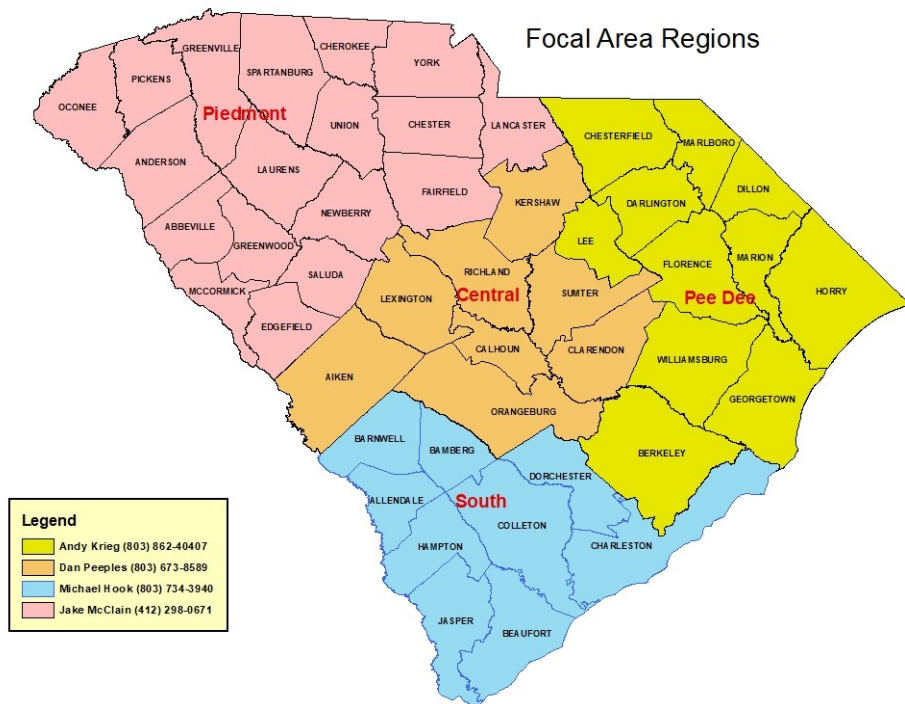 Focal Area Regions
CHEROKEE
GREENVILLE
YORK
SPARTANBURG
PICKENS
OCONEE
Piedmont
UNION
CHESTER
LANCASTER
CHESTERFIELD
MARLBORO
ANDERSON
LAURENS
DILLON
FAIRFIELD
KERSHAW
DARLINGTON
NEWBERRY
ABBEVILLE
GREENWOOD
LEE
MARION
FLORENCE
SALUDA
RICHLAND
MCCORMICK
LEXINGTON
Central
SUMTER
Pee Dee
HORRY
EDGEFIELD
CALHOUN
CLARENDON
WILLIAMSBURG
AIKEN
GEORGETOWN
ORANGEBURG
BARNWELL
BAMBERG
BERKELEY
DORCHESTER
ALLENDALE
South
COLLETON
CHARLESTON
HAMPTON
JASPER
BEAUFORT
Legend
Andy Krieg (803) 862-40407
Dan Peeples (803) 673-8589
Michael Hook (803) 734-3940
Jake McClain (412) 298-0671